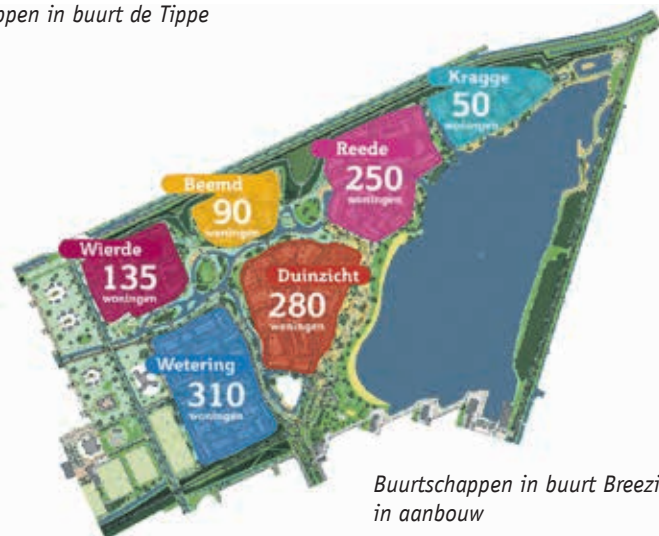 ppen in buurt de Tippe
Kragge
50
woningen
Reede
250
woningen
Beemd
90
woningen
Wierde
135
woningen
Duinzicht
280
woningen
Wetering
310
woningen
Buurtschappen in buurt Breezi
in aanbouw